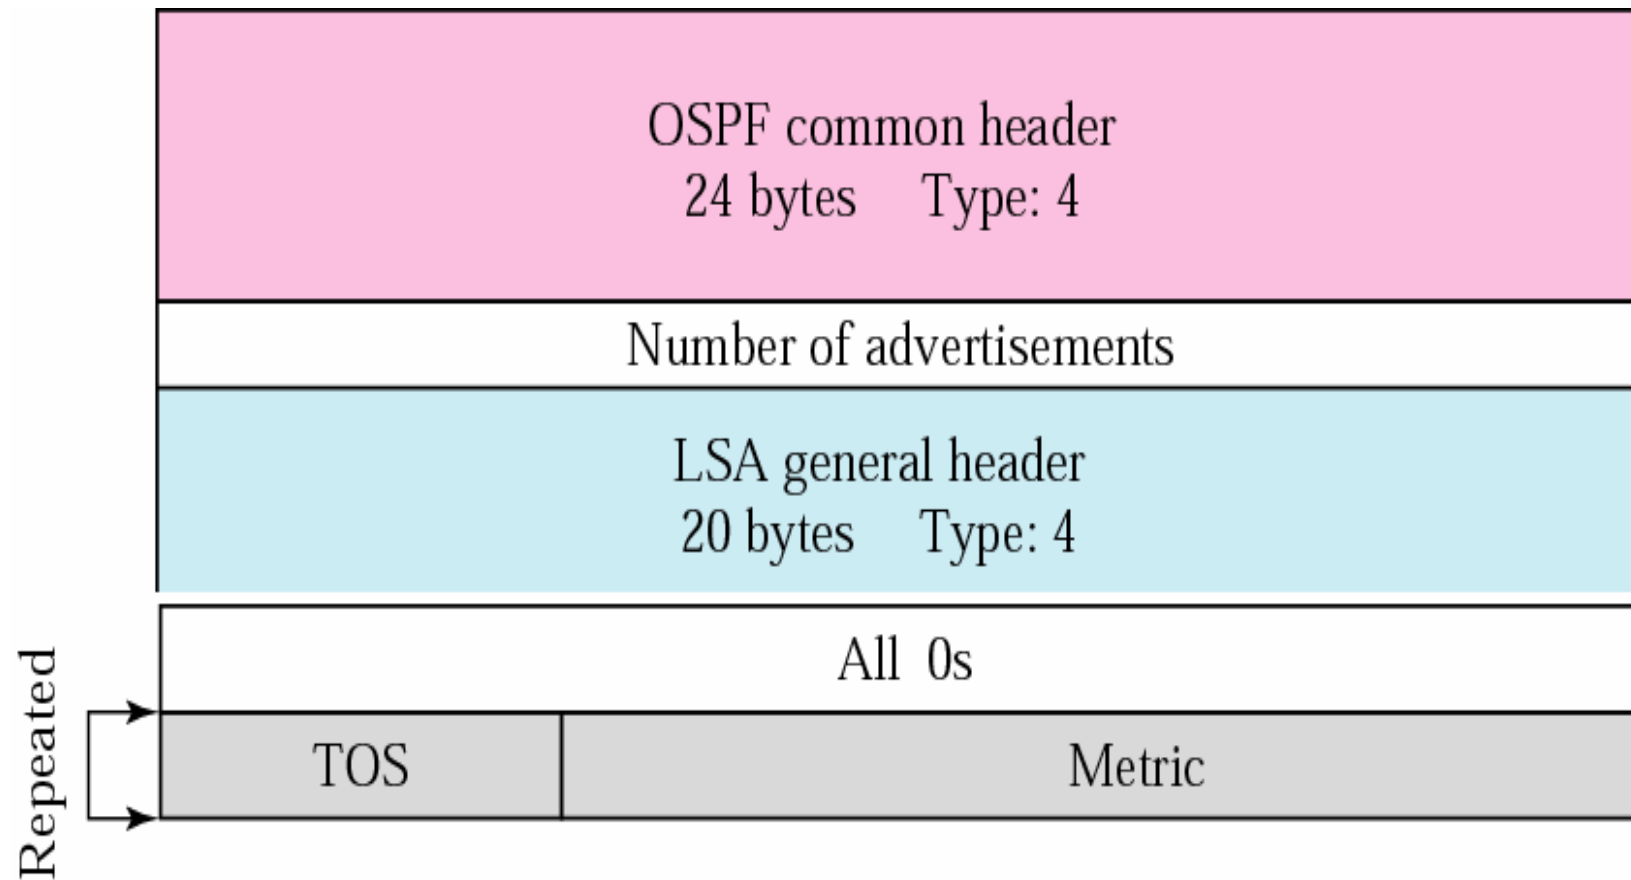 OSPF common header
24 bytes Type: 4
Number of advertisements
LSA general header
20 bytes Type: 4
All 0s
Repeated
TOS Metric